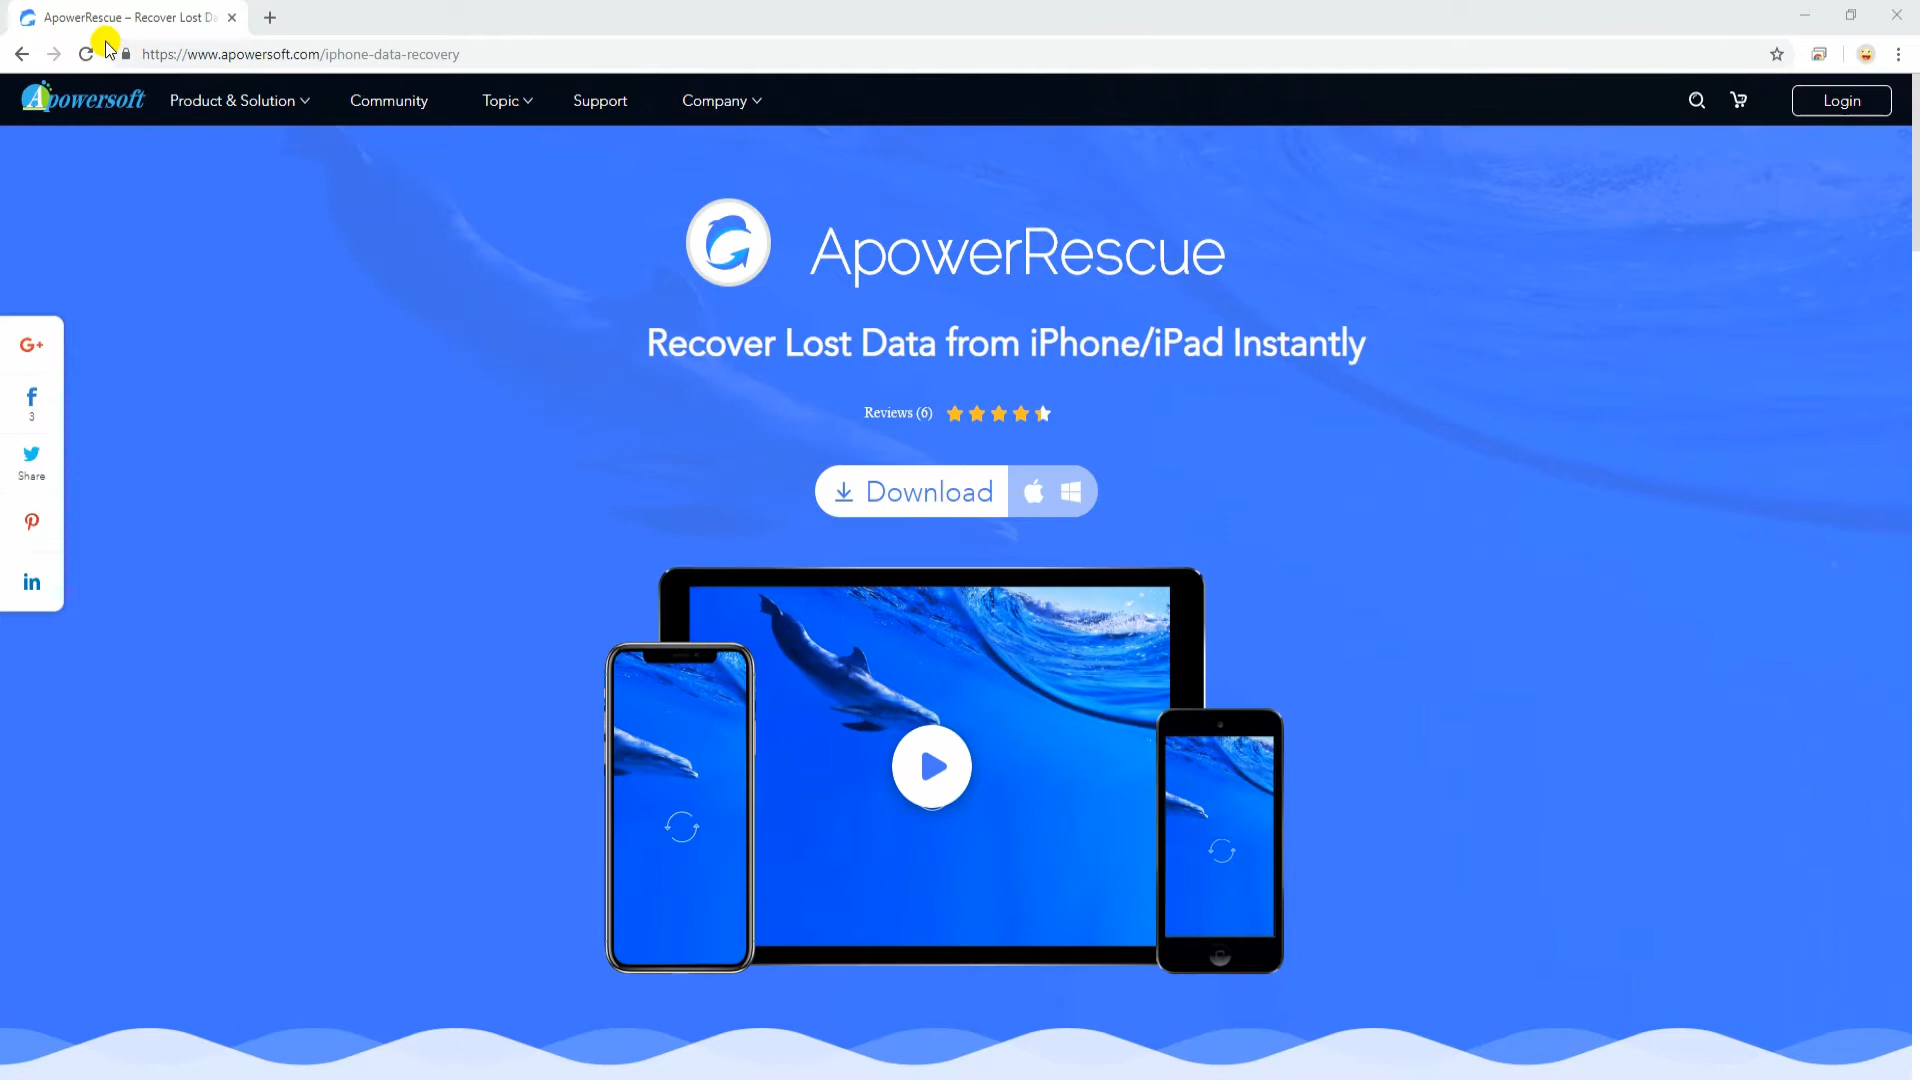 ApowerRescue – Recover Lost Da
https://www.apowersoft.com/iphone-data-recovery
Apowersoft
Product & Solution
Community
Topic
Support
Company
Login
ApowerRescue
Recover Lost Data from iPhone/iPad Instantly
Reviews (6)
Download
G+
f
3
Share
in